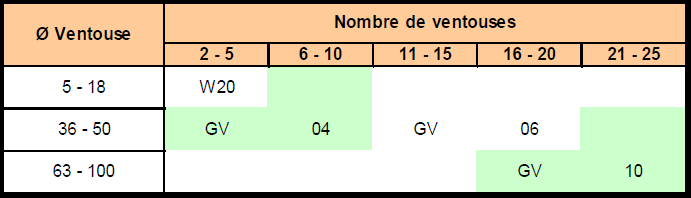 Ø Ventouse Nombre de ventouses
2 - 5 6 - 10 11 - 15 16 - 20 21 - 25
5 - 18 W20
36 - 50 GV 04 GV 06
63 - 100 GV 10